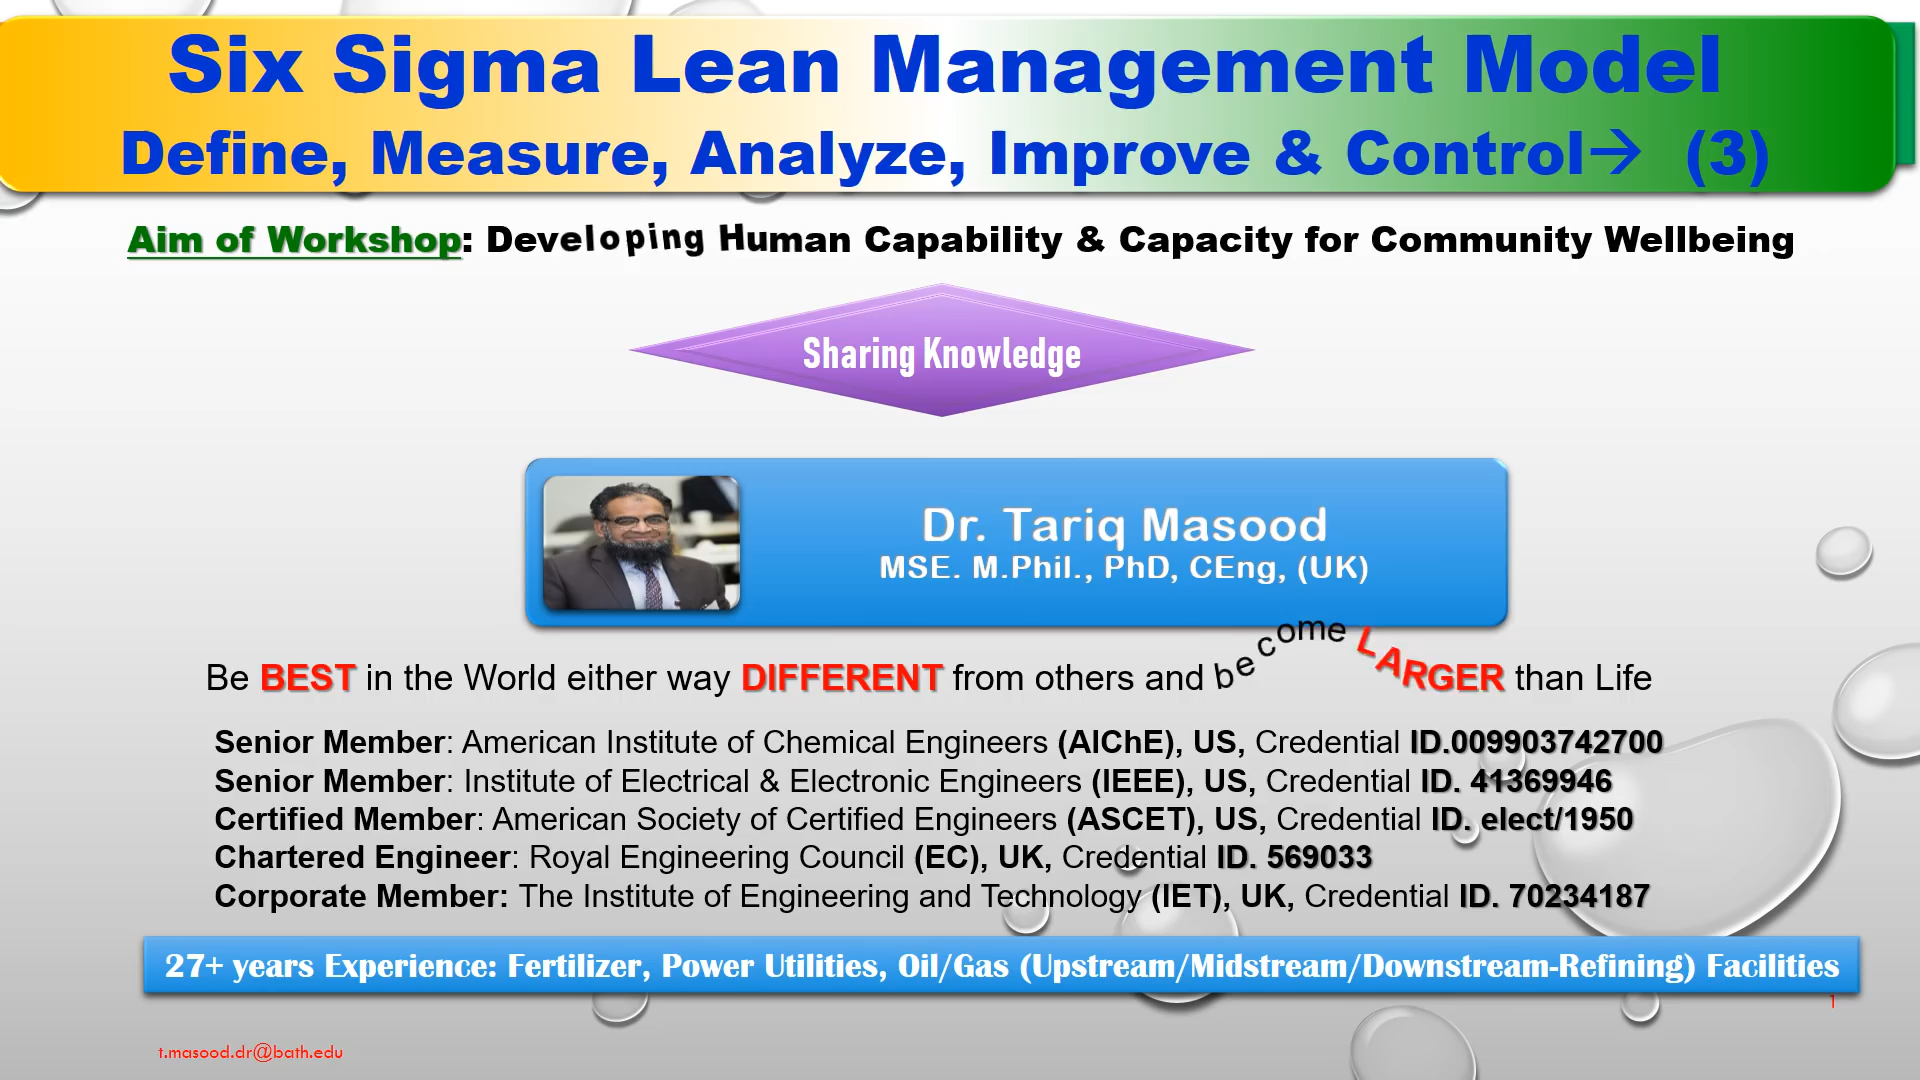 Six Sigma Lean Management Model
Define, Measure, Analyze, Improve & Control→ (3)
Aim of Workshop: Developing Human Capability & Capacity for Community Wellbeing
Sharing Knowledge
Dr. Tariq Masood
MSE. M.Phil., PhD, CEng, (UK)
Be BEST in the World either way DIFFERENT from others and become LARGER than Life
Senior Member: American Institute of Chemical Engineers (AIChE), US, Credential ID.009903742700
Senior Member: Institute of Electrical & Electronic Engineers (IEEE), US, Credential ID. 41369946
Certified Member: American Society of Certified Engineers (ASCET), US, Credential ID. elect/1950
Chartered Engineer: Royal Engineering Council (EC), UK, Credential ID. 569033
Corporate Member: The Institute of Engineering and Technology (IET), UK, Credential ID. 70234187
27+ years Experience: Fertilizer, Power Utilities, Oil/Gas (Upstream/Midstream/Downstream-Refining) Facilities
1
t.masood.dr@bath.edu